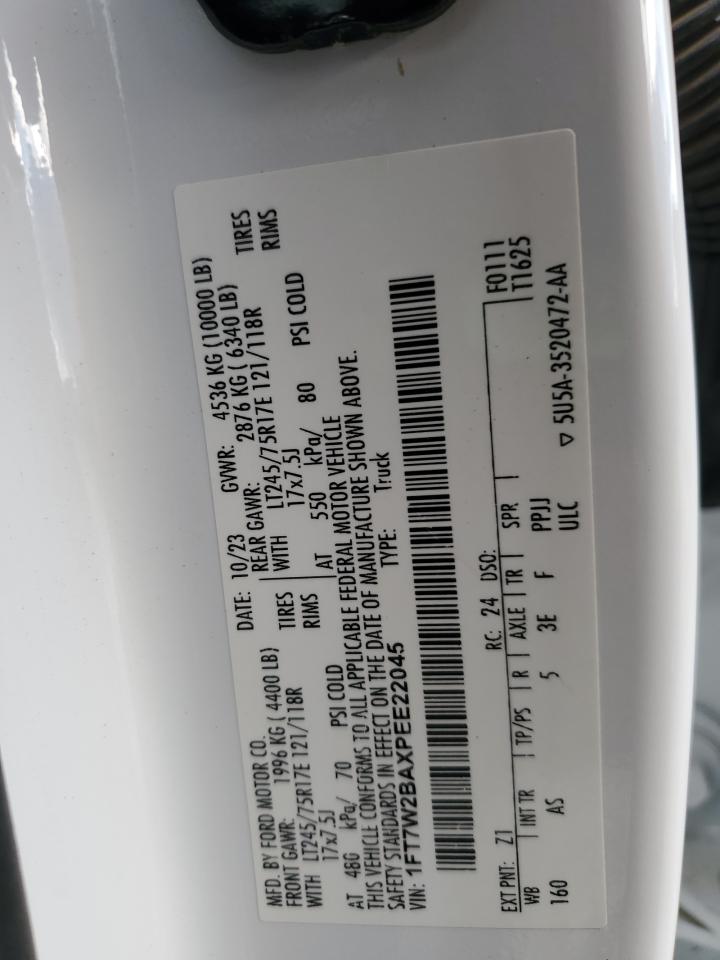 MFD. BY FORD MOTOR CO.
DATE: 10/23 GVWR: 4536 KG (10000 LB)
FRONT GAWR: 1996 KG ( 4400 LB) REAR GAWR: 2876 KG ( 6340 LB)
WITH LT245/75R17E 121/118R TIRES WITH LT245/75R17E 121/118R TIRES
17x7.5J RIMS 17x7.5J RIMS
AT 480 kPa/ 70 PSI COLD AT 550 kPa/ 80 PSI COLD
THIS VEHICLE CONFORMS TO ALL APPLICABLE FEDERAL MOTOR VEHICLE
SAFETY STANDARDS IN EFFECT ON THE DATE OF MANUFACTURE SHOWN ABOVE.
VIN: 1FT7W2BAXPEE22045 TYPE: Truck
EXT PNT: Z1 RC: 24 DSO: F0111
WB INT TR TP/PS R AXLE TR SPR T1625
160 AS 5 3E F PPJJ
ULC ▽ 5U5A-3520472-AA